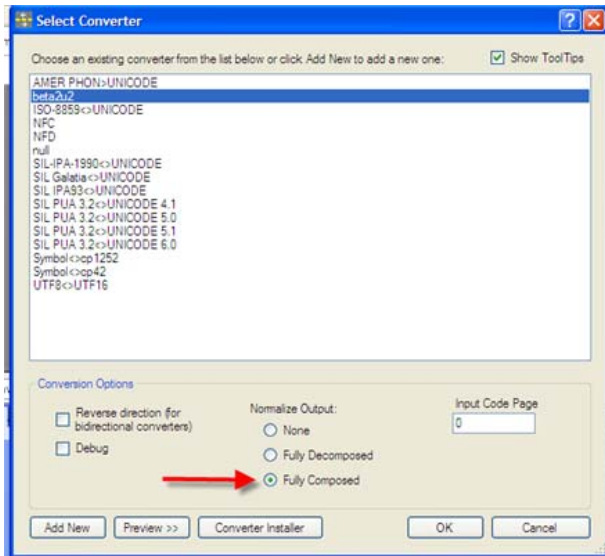 Select Converter
Choose an existing converter from the list below or click Add New to add a new one:
Show ToolTips
AMER PHON>UNICODE
beta2u2
ISO-8859<>UNICODE
NFC
NFD
null
SIL-IPA-1990<>UNICODE
SIL Galatia<>UNICODE
SIL IPA93<>UNICODE
SIL PUA 3.2<>UNICODE 4.1
SIL PUA 3.2<>UNICODE 5.0
SIL PUA 3.2<>UNICODE 5.1
SIL PUA 3.2<>UNICODE 6.0
Symbol<>cp1252
Symbol<>cp42
UTF8<>UTF16
Conversion Options
Reverse direction (for
bidirectional converters)
Debug
Normalize Output:
None
Fully Decomposed
Fully Composed
Input Code Page
0
Add New
Preview >>
Converter Installer
OK
Cancel